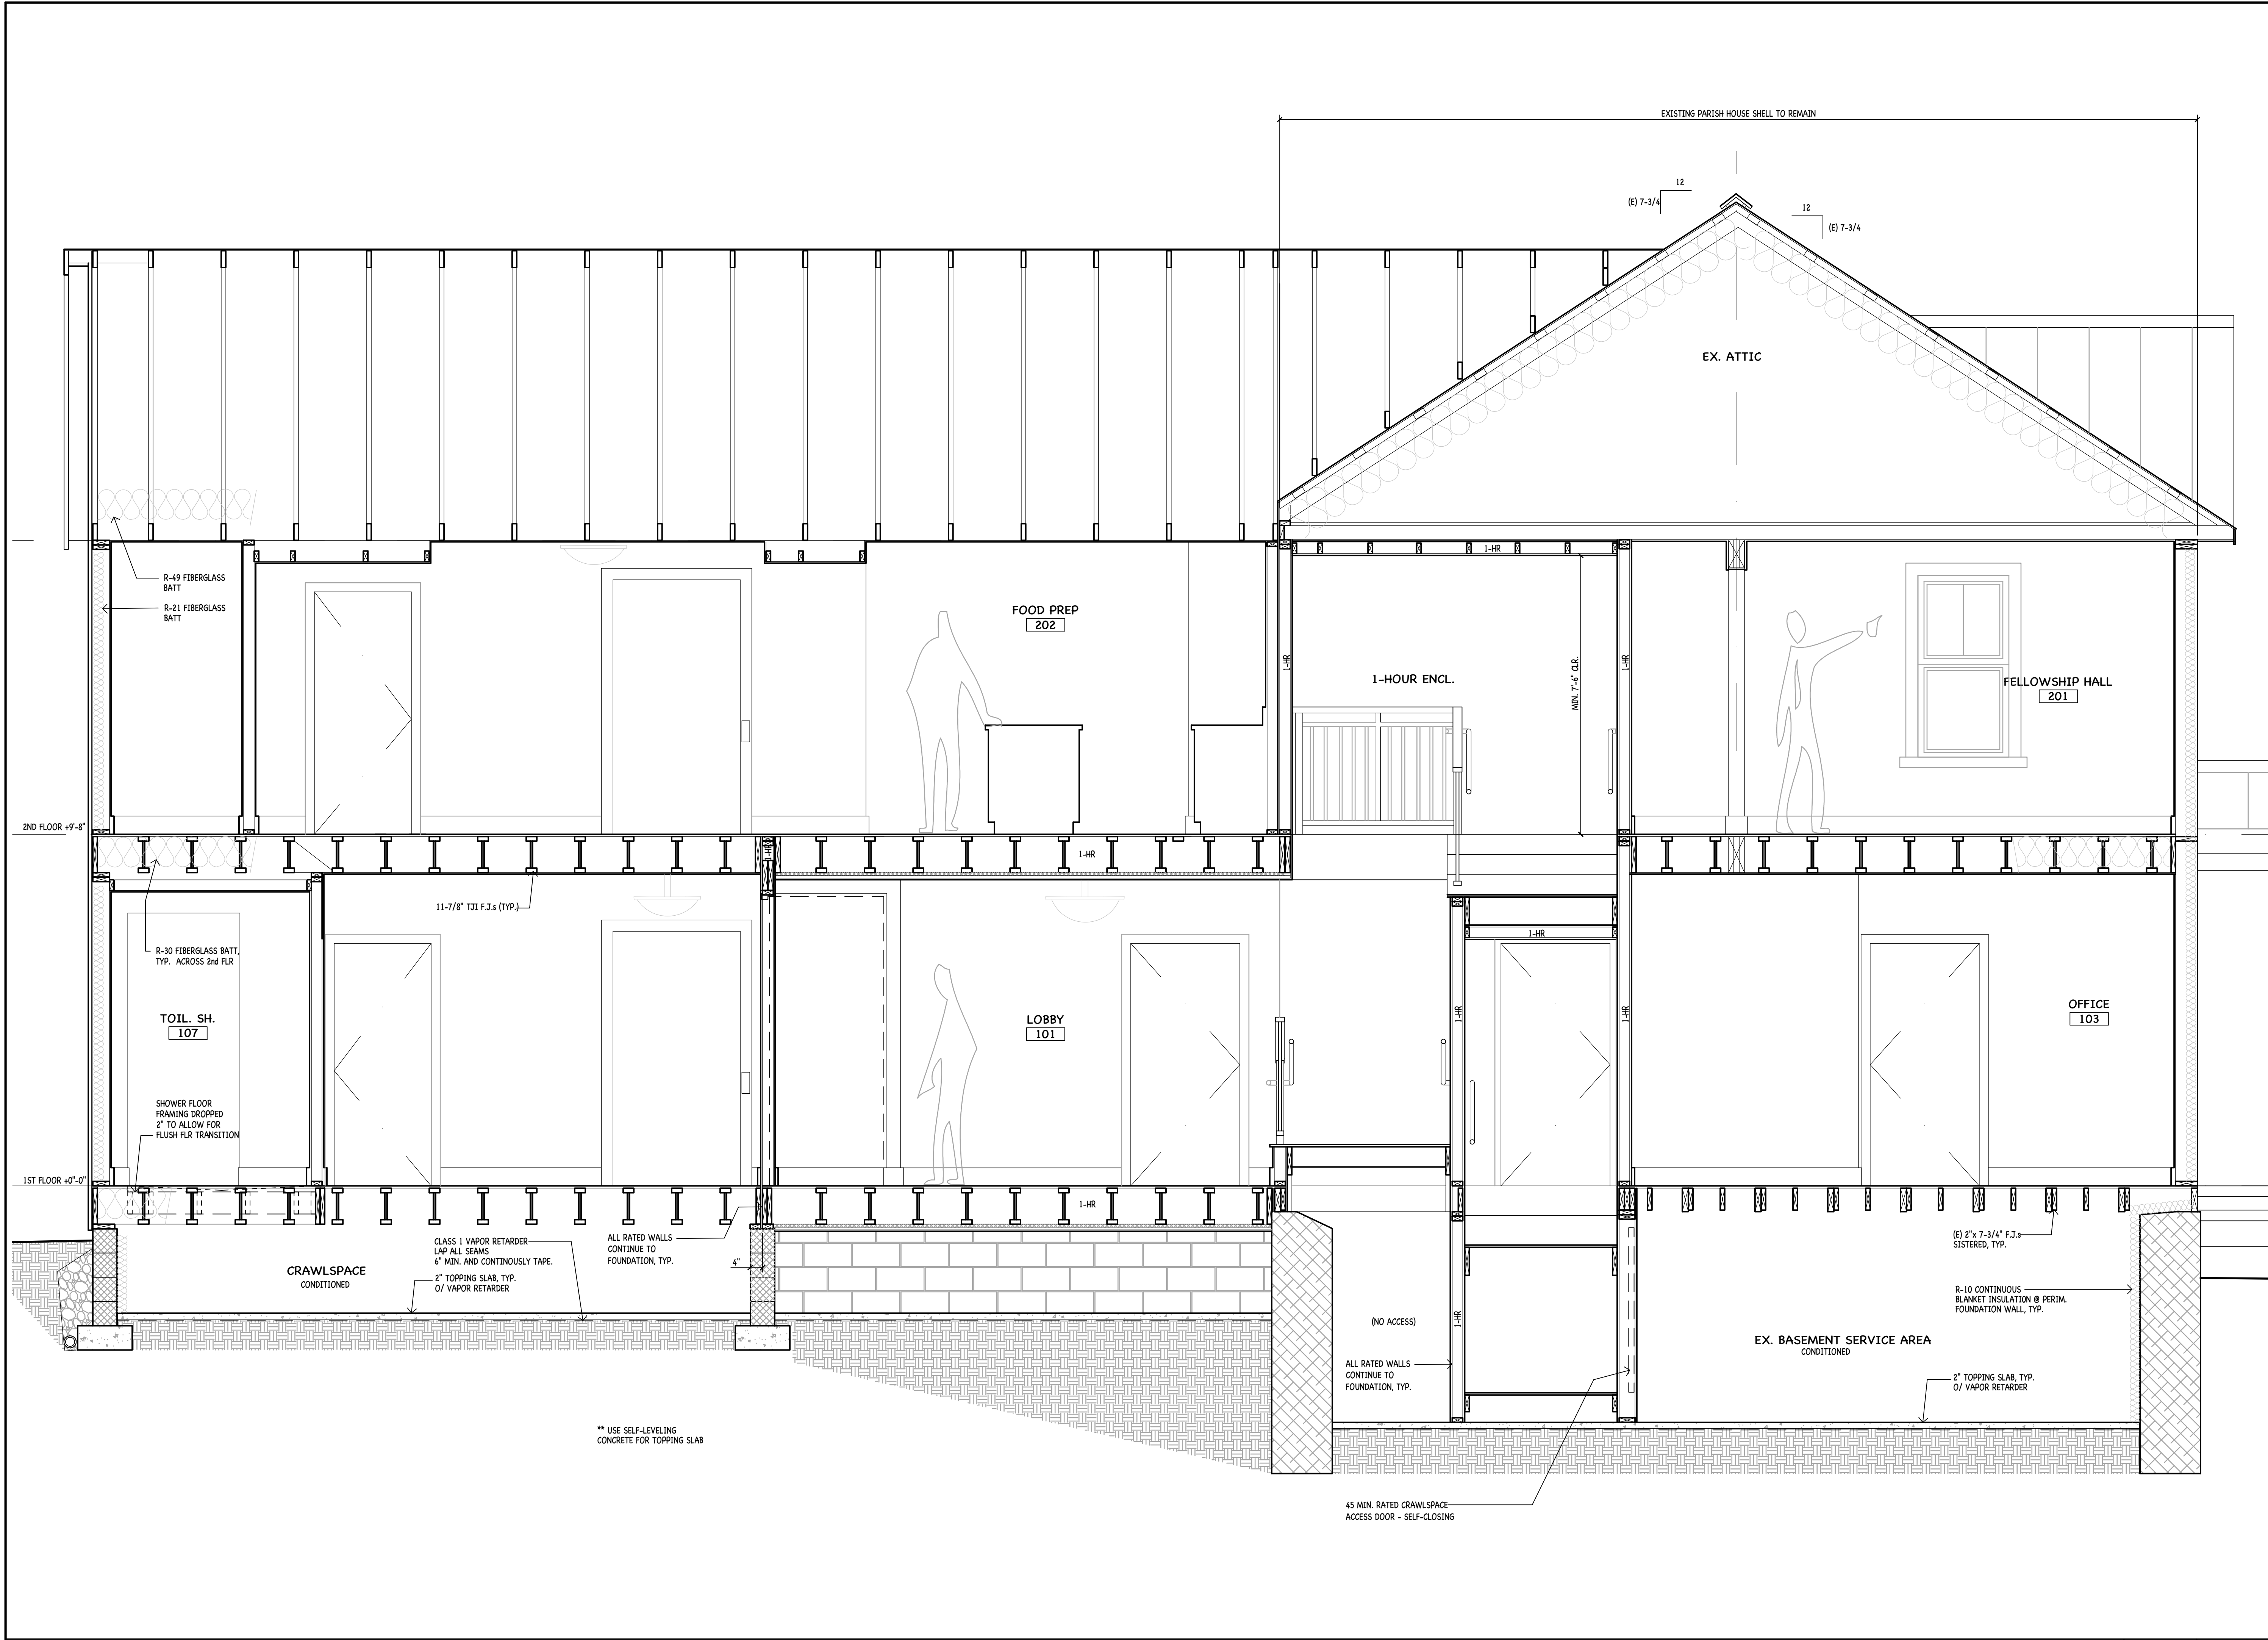 EXISTING PARISH HOUSE SHELL TO REMAIN
12
(E) 7-3/4
12
(E) 7-3/4
EX. ATTIC
1-HR
R-49 FIBERGLASS
BATT
R-21 FIBERGLASS
BATT
FOOD PREP
202
1-HR
1-HOUR ENCL.
MIN. 7'-6" CLR.
1-HR
FELLOWSHIP HALL
201
2ND FLOOR +9'-8"
1-HR
1-HR
11-7/8" TJI F.J.s (TYP.)
R-30 FIBERGLASS BATT,
TYP.  ACROSS 2nd FLR
1-HR
TOIL. SH.
107
LOBBY
101
1-HR
1-HR
OFFICE
103
SHOWER FLOOR
FRAMING DROPPED
2" TO ALLOW FOR
FLUSH FLR TRANSITION
1ST FLOOR +0"-0"
1-HR
CLASS 1 VAPOR RETARDER
LAP ALL SEAMS
6" MIN. AND CONTINOUSLY TAPE.
ALL RATED WALLS
CONTINUE TO
FOUNDATION, TYP.
4"
(E) 2"x 7-3/4" F.J.s
SISTERED, TYP.
CRAWLSPACE
CONDITIONED
2" TOPPING SLAB, TYP.
O/ VAPOR RETARDER
R-10 CONTINUOUS
BLANKET INSULATION @ PERIM.
FOUNDATION WALL, TYP.
(NO ACCESS)
1-HR
EX. BASEMENT SERVICE AREA
CONDITIONED
ALL RATED WALLS
CONTINUE TO
FOUNDATION, TYP.
2" TOPPING SLAB, TYP.
O/ VAPOR RETARDER
** USE SELF-LEVELING
CONCRETE FOR TOPPING SLAB
45 MIN. RATED CRAWLSPACE
ACCESS DOOR - SELF-CLOSING